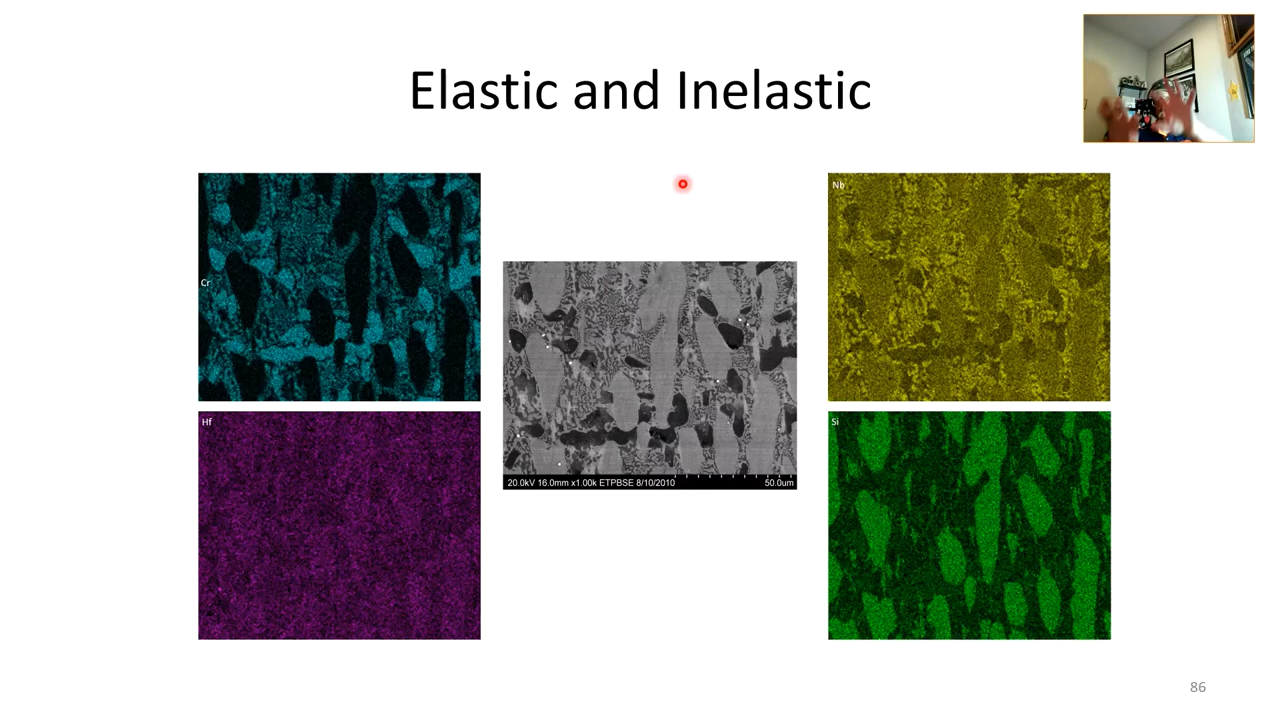 Elastic and Inelastic
Cr
Nb
20.0kV 16.0mm x1.00k ETPBSE 8/10/2010 50.0um
Hf
Si
86